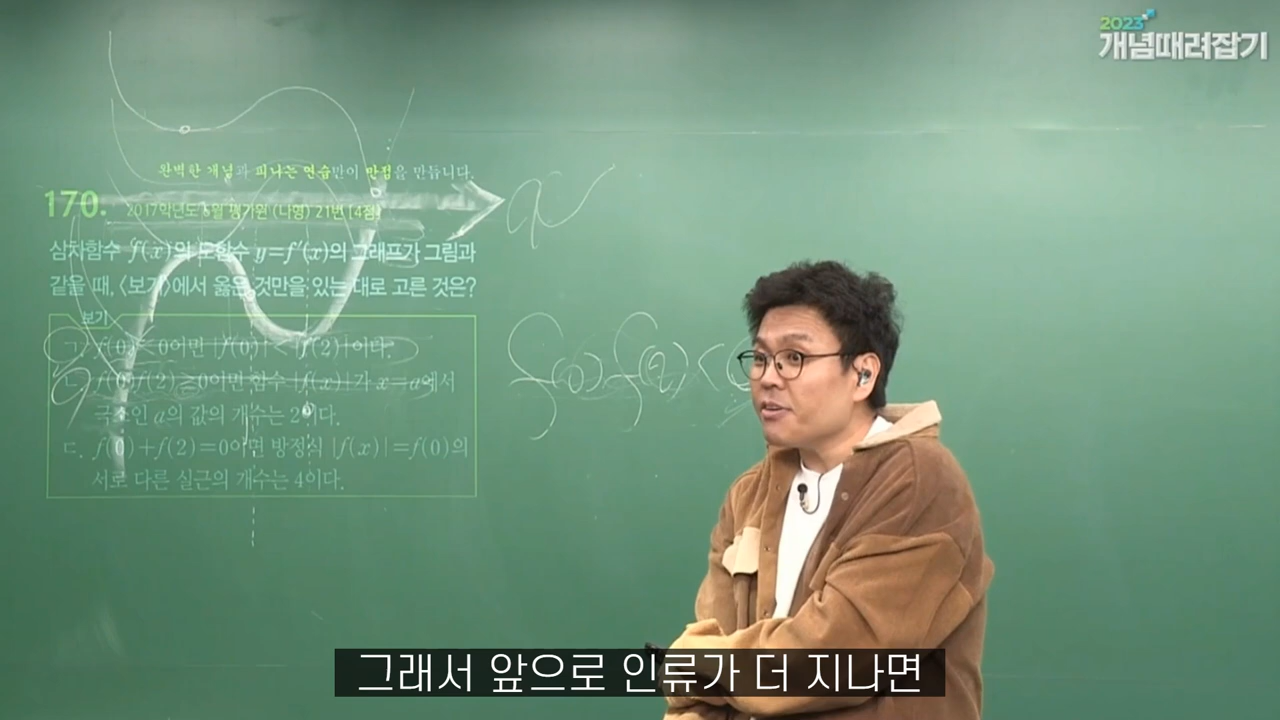 2023
개념때려잡기
완벽한 개념과 피나는 연습만이 만점을 만듭니다.
170. 2017학년도 6월 평가원 (나형) 21번 [4점]
삼차함수 f(x)의 도함수 y=f'(x)의 그래프가 그림과
같을 때, <보기>에서 옳은 것만을 있는 대로 고른 것은?
보기
ㄱ. f(0)<0이면 |f(0)|<|f(2)|이다.
ㄴ. f(0)f(2)≥0이면 함수 |f(x)|가 x=a에서
극소인 a의 값의 개수는 2이다.
ㄷ. f(0)+f(2)=0이면 방정식 |f(x)|=f(0)의
서로 다른 실근의 개수는 4이다.
f(0)f(2)<
그래서 앞으로 인류가 더 지나면